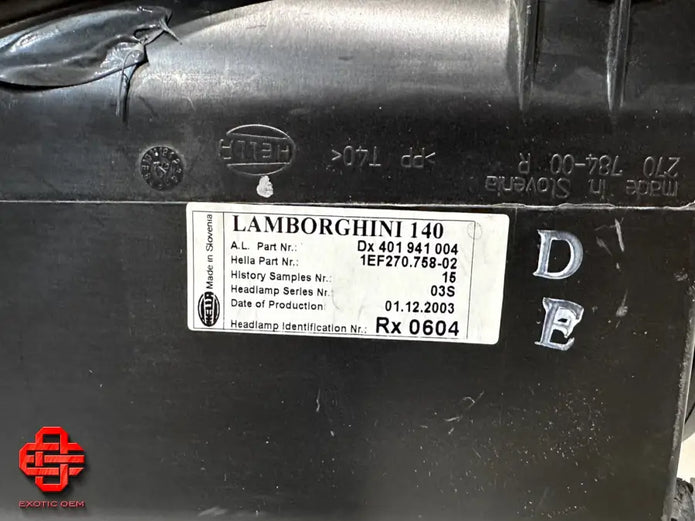 HELLA
>PP T40<
made in
Slovenia
270 784-00 R
Made in Slovenia
HELLA
LAMBORGHINI 140
A.L. Part Nr.: Dx 401 941 004
Hella Part Nr.: 1EF270.758-02
History Samples Nr.: 15
Headlamp Series Nr.: 03S
Date of Production: 01.12.2003
Headlamp Identification Nr.: Rx 0604
D
E
EXOTIC OEM